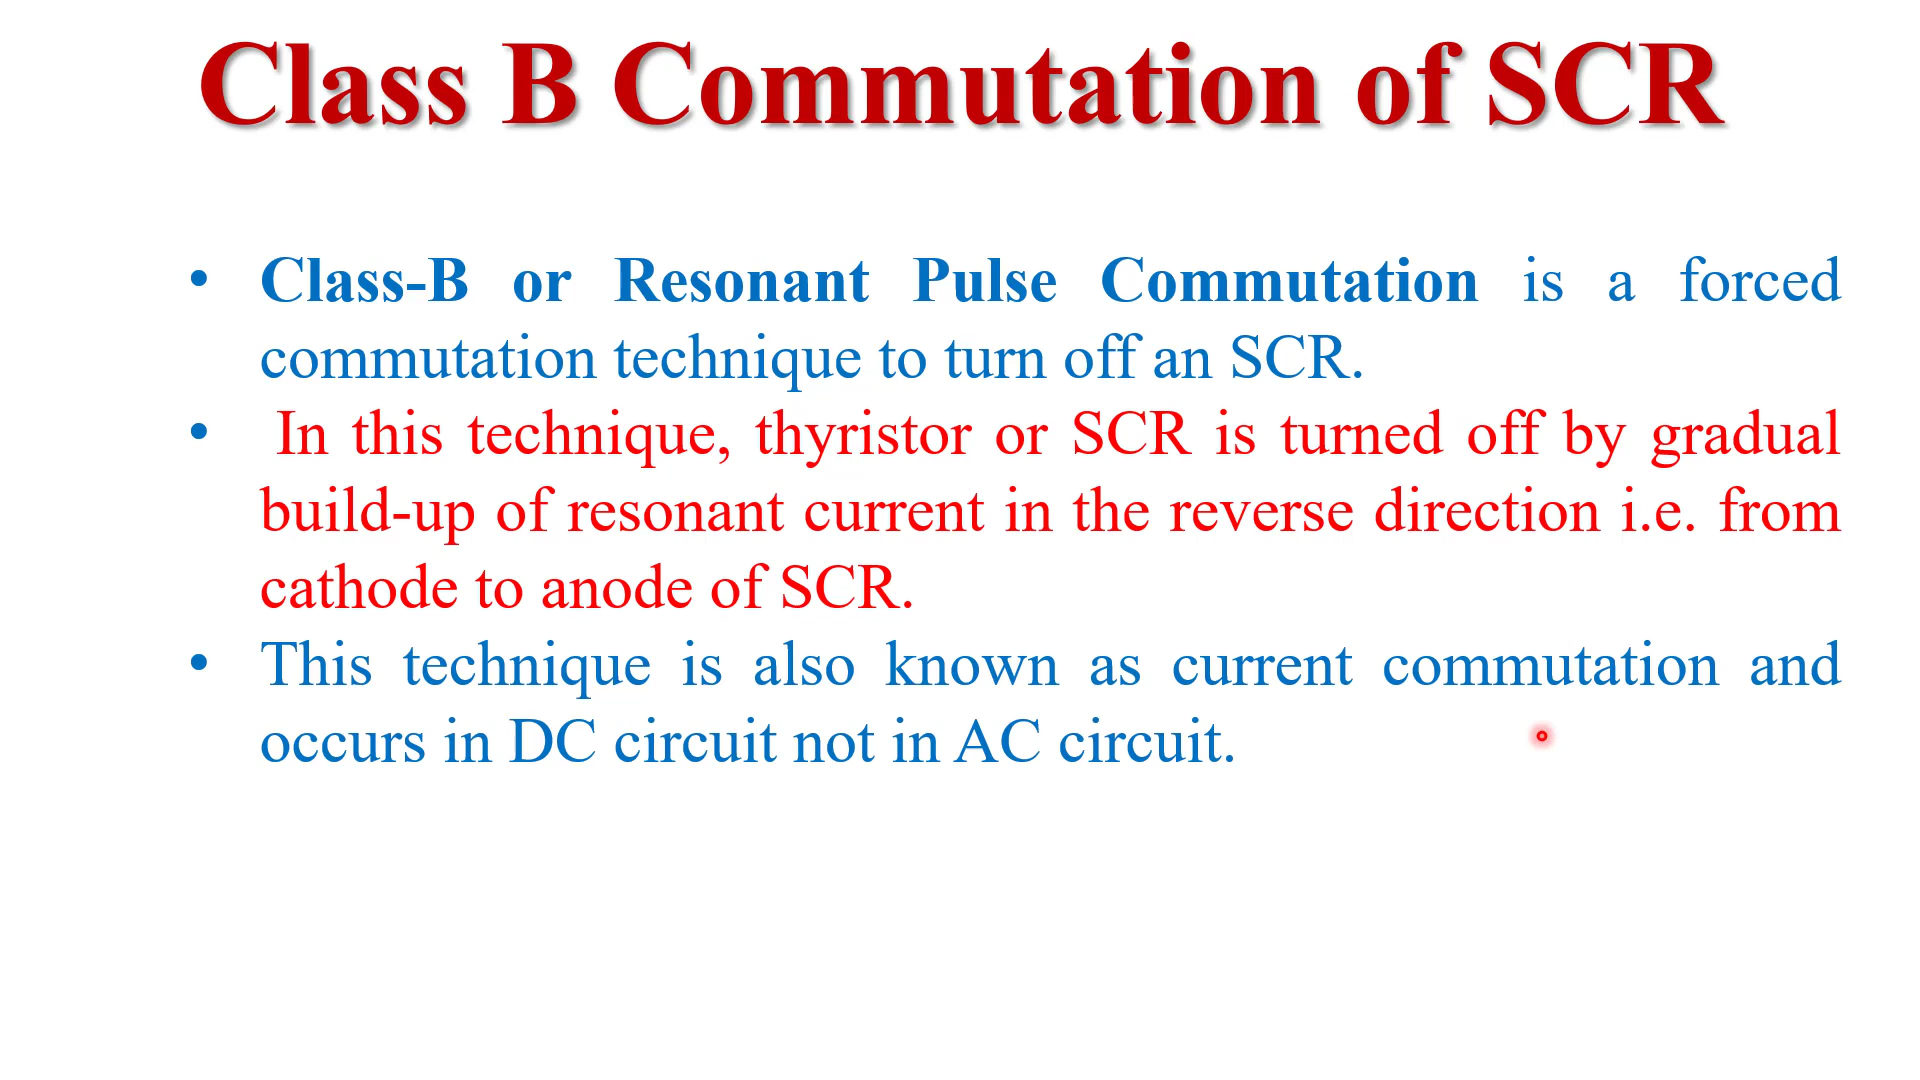 Class B Commutation of SCR
• Class-B or Resonant Pulse Commutation is a forced
commutation technique to turn off an SCR.
• In this technique, thyristor or SCR is turned off by gradual
build-up of resonant current in the reverse direction i.e. from
cathode to anode of SCR.
• This technique is also known as current commutation and
occurs in DC circuit not in AC circuit.